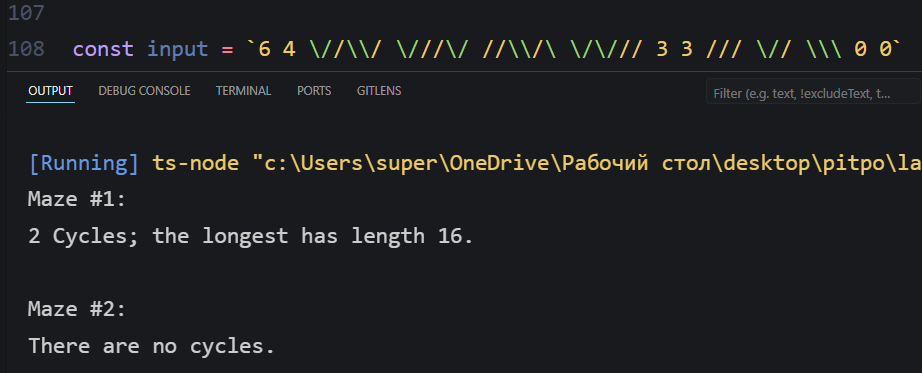 107
108 const input = `6 4 \//\\/ \///\/ //\\/\ \/\/// 3 3 /// \// \\\ 0 0`
OUTPUT DEBUG CONSOLE TERMINAL PORTS GITLENS Filter (e.g. text, !excludeText, t...
[Running] ts-node "c:\Users\super\OneDrive\Рабочий стол\desktop\pitpo\la
Maze #1:
2 Cycles; the longest has length 16.
Maze #2:
There are no cycles.